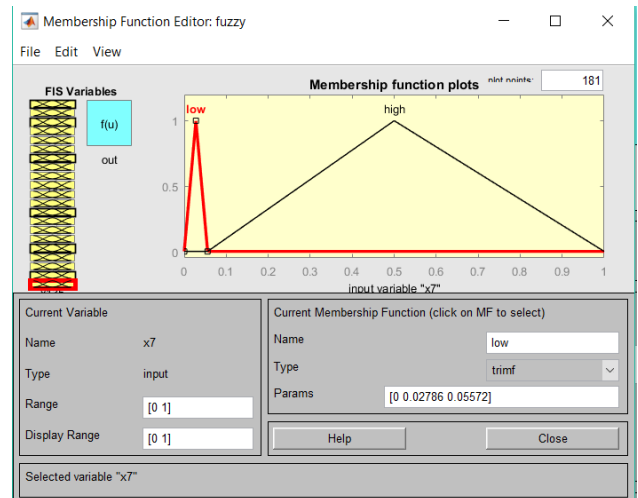 Membership Function Editor: fuzzy
File Edit View
FIS Variables
f(u)
out
Membership function plots
plot points:
181
low
high
1
0.5
0
0 0.1 0.2 0.3 0.4 0.5 0.6 0.7 0.8 0.9 1
input variable "x7"
Current Variable
Name x7
Type input
Range [0 1]
Display Range [0 1]
Current Membership Function (click on MF to select)
Name low
Type trimf
Params [0 0.02786 0.05572]
Help Close
Selected variable "x7"